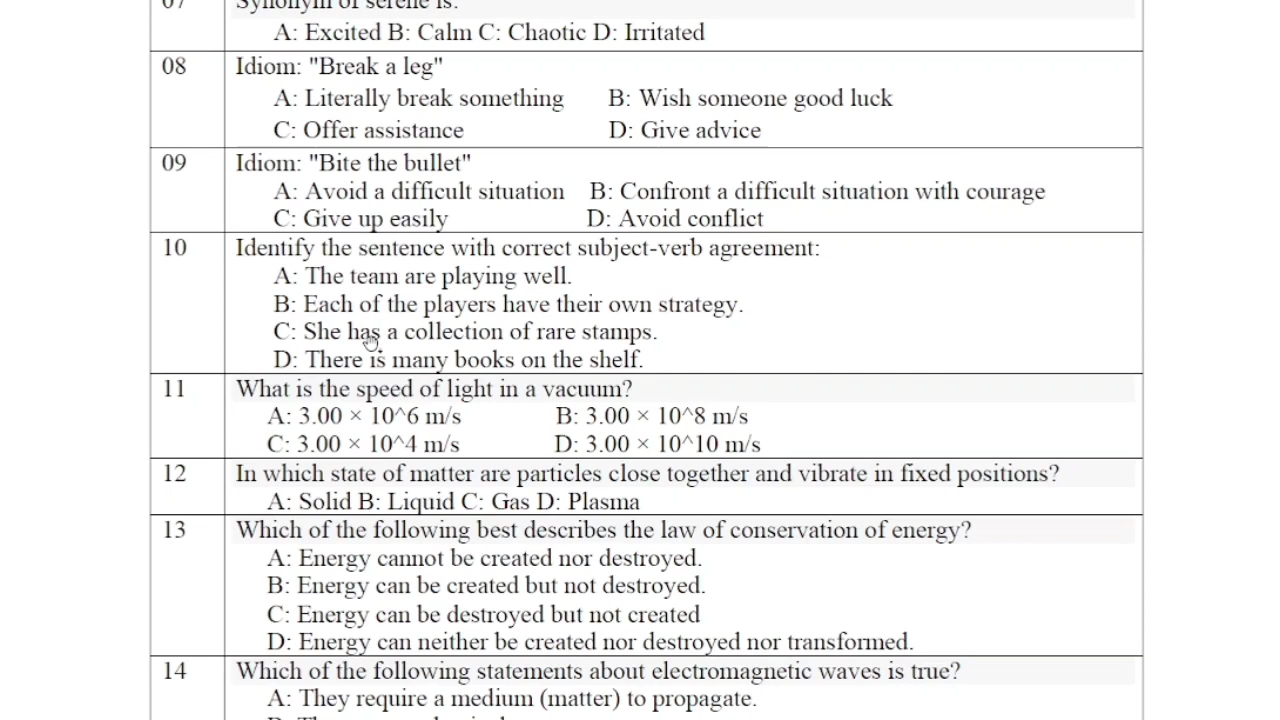 07 Synonym of serene is:
A: Excited B: Calm C: Chaotic D: Irritated
08 Idiom: "Break a leg"
A: Literally break something B: Wish someone good luck
C: Offer assistance D: Give advice
09 Idiom: "Bite the bullet"
A: Avoid a difficult situation B: Confront a difficult situation with courage
C: Give up easily D: Avoid conflict
10 Identify the sentence with correct subject-verb agreement:
A: The team are playing well.
B: Each of the players have their own strategy.
C: She has a collection of rare stamps.
D: There is many books on the shelf.
11 What is the speed of light in a vacuum?
A: 3.00 × 10^6 m/s B: 3.00 × 10^8 m/s
C: 3.00 × 10^4 m/s D: 3.00 × 10^10 m/s
12 In which state of matter are particles close together and vibrate in fixed positions?
A: Solid B: Liquid C: Gas D: Plasma
13 Which of the following best describes the law of conservation of energy?
A: Energy cannot be created nor destroyed.
B: Energy can be created but not destroyed.
C: Energy can be destroyed but not created
D: Energy can neither be created nor destroyed nor transformed.
14 Which of the following statements about electromagnetic waves is true?
A: They require a medium (matter) to propagate.